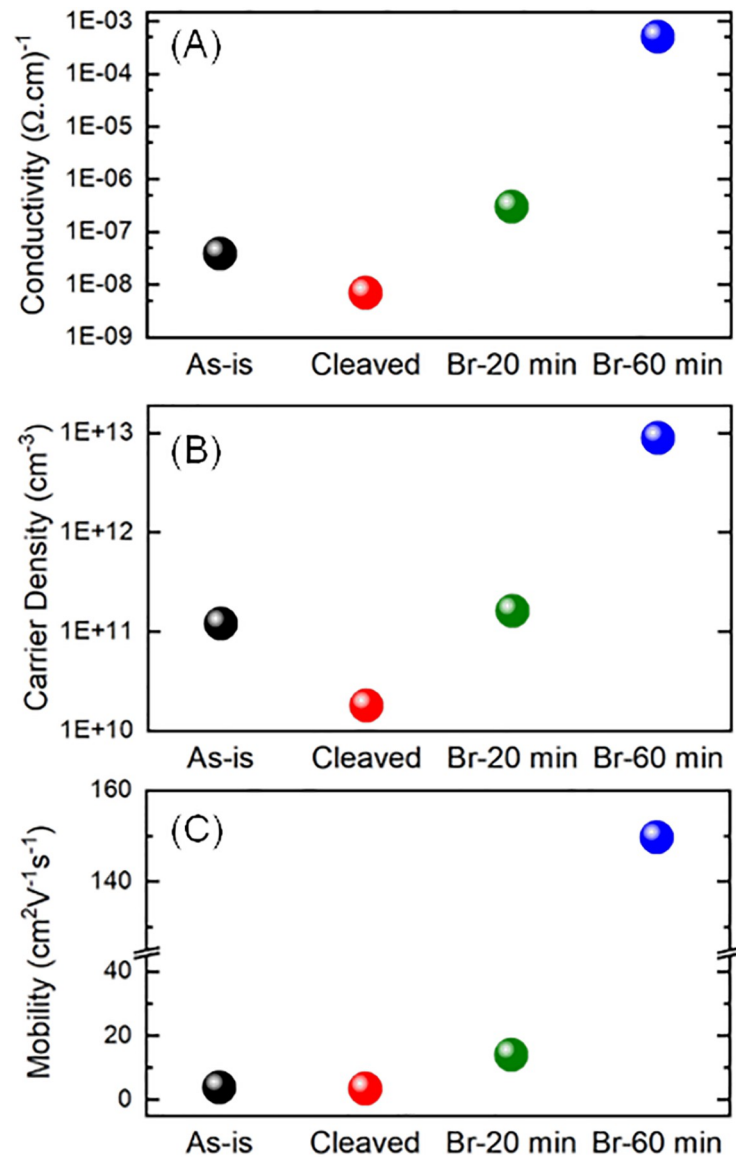 (A)
Conductivity (Ω.cm)⁻¹
1E-03
1E-04
1E-05
1E-06
1E-07
1E-08
1E-09
As-is Cleaved Br-20 min Br-60 min
(B)
Carrier Density (cm⁻³)
1E+13
1E+12
1E+11
1E+10
As-is Cleaved Br-20 min Br-60 min
(C)
Mobility (cm²V⁻¹s⁻¹)
160
140
40
20
0
As-is Cleaved Br-20 min Br-60 min